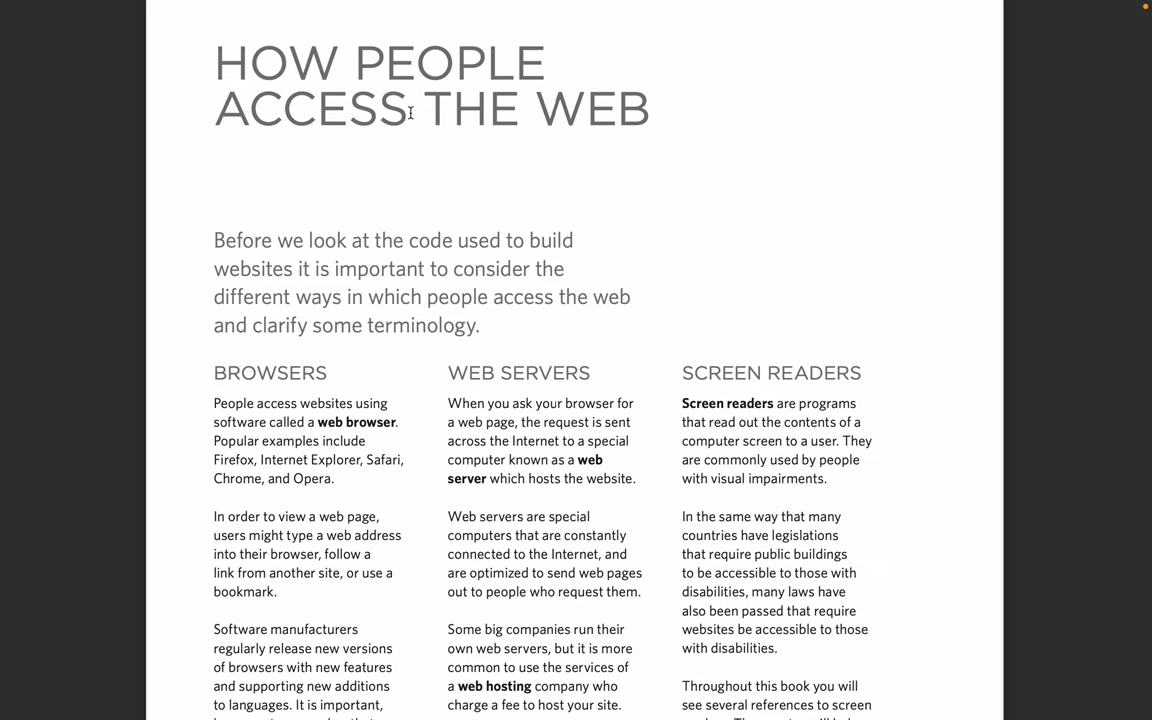 HOW PEOPLE
ACCESS THE WEB
Before we look at the code used to build
websites it is important to consider the
different ways in which people access the web
and clarify some terminology.
BROWSERS
People access websites using
software called a web browser.
Popular examples include
Firefox, Internet Explorer, Safari,
Chrome, and Opera.
In order to view a web page,
users might type a web address
into their browser, follow a
link from another site, or use a
bookmark.
Software manufacturers
regularly release new versions
of browsers with new features
and supporting new additions
to languages. It is important,
WEB SERVERS
When you ask your browser for
a web page, the request is sent
across the Internet to a special
computer known as a web
server which hosts the website.
Web servers are special
computers that are constantly
connected to the Internet, and
are optimized to send web pages
out to people who request them.
Some big companies run their
own web servers, but it is more
common to use the services of
a web hosting company who
charge a fee to host your site.
SCREEN READERS
Screen readers are programs
that read out the contents of a
computer screen to a user. They
are commonly used by people
with visual impairments.
In the same way that many
countries have legislations
that require public buildings
to be accessible to those with
disabilities, many laws have
also been passed that require
websites be accessible to those
with disabilities.
Throughout this book you will
see several references to screen